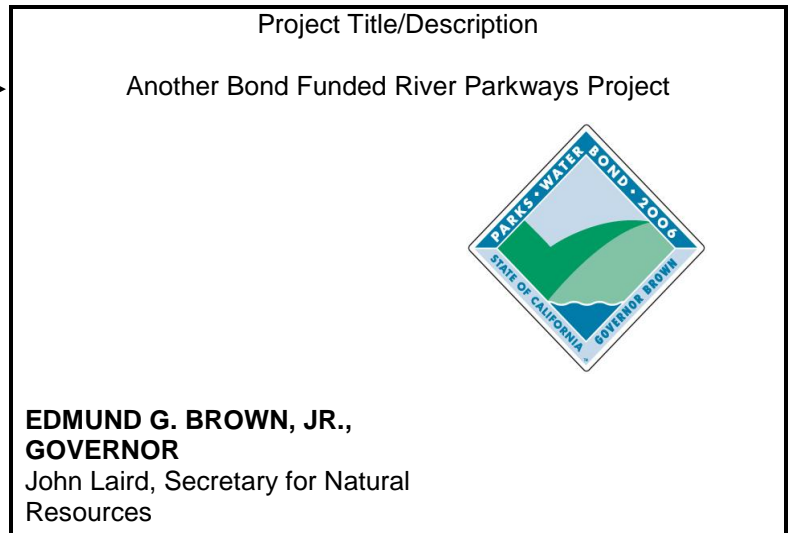 Project Title/Description
Another Bond Funded River Parkways Project
PARKS • WATER BOND • 2006
STATE OF CALIFORNIA
GOVERNOR BROWN
EDMUND G. BROWN, JR.,
GOVERNOR
John Laird, Secretary for Natural
Resources